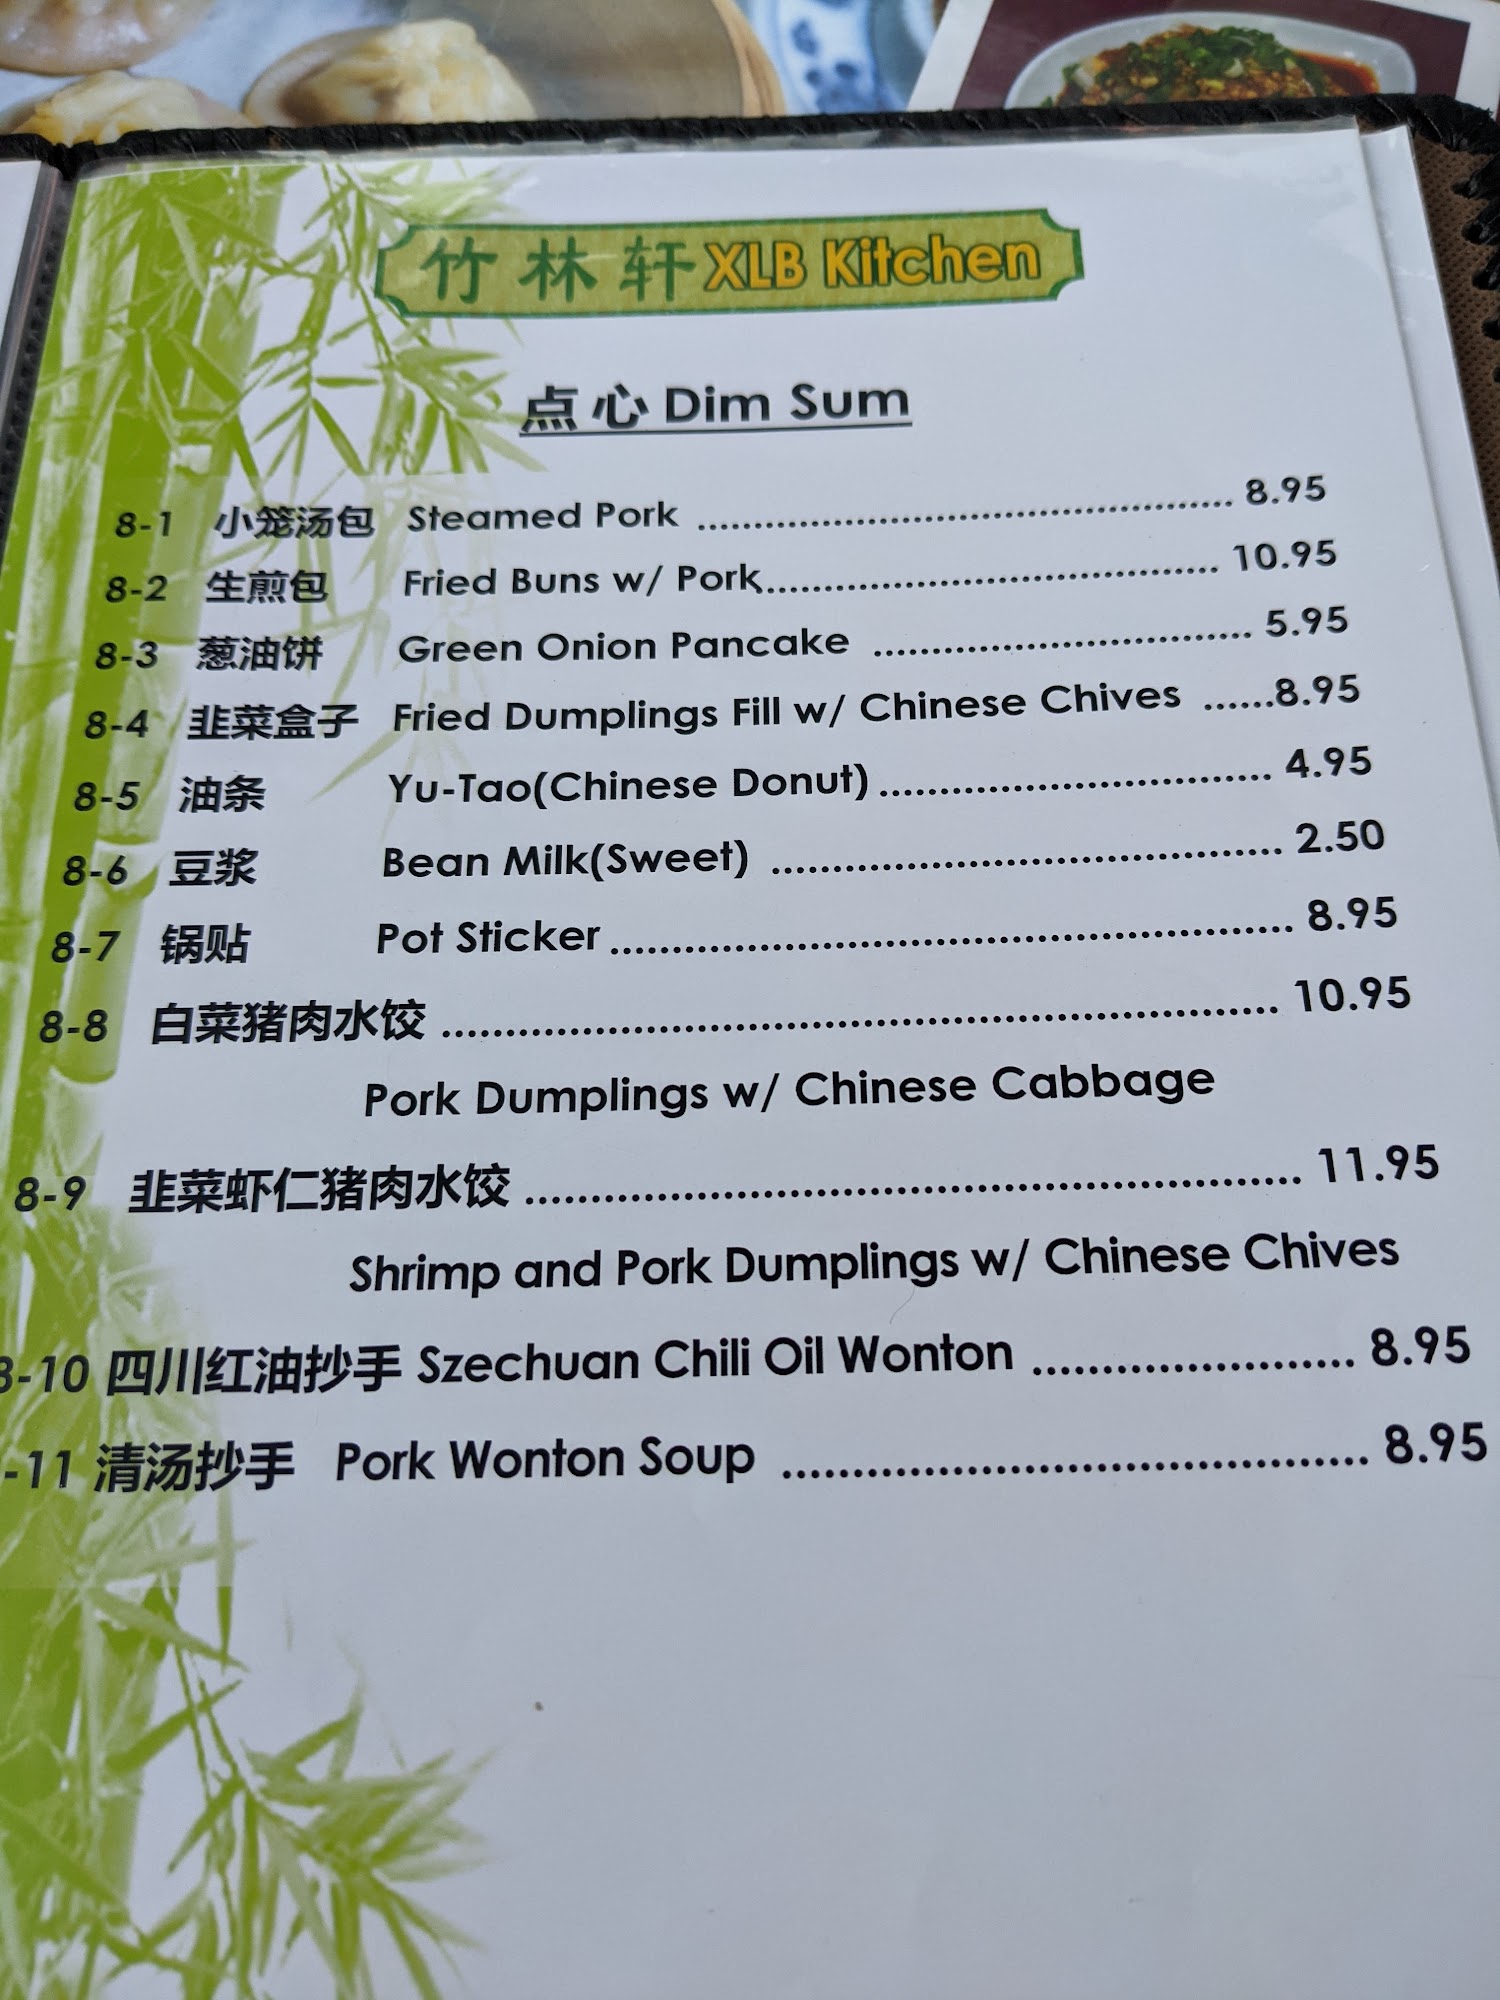 竹林轩 XLB Kitchen
点心 Dim Sum
8-1 小笼汤包 Steamed Pork ........ 8.95
8-2 生煎包 Fried Buns w/ Pork........ 10.95
8-3 葱油饼 Green Onion Pancake ........ 5.95
8-4 韭菜盒子 Fried Dumplings Fill w/ Chinese Chives ......8.95
8-5 油条 Yu-Tao(Chinese Donut) ........ 4.95
8-6 豆浆 Bean Milk(Sweet) ........ 2.50
8-7 锅贴 Pot Sticker ........ 8.95
8-8 白菜猪肉水饺 ........ 10.95
Pork Dumplings w/ Chinese Cabbage
8-9 韭菜虾仁猪肉水饺 ........ 11.95
Shrimp and Pork Dumplings w/ Chinese Chives
8-10 四川红油抄手 Szechuan Chili Oil Wonton ........ 8.95
-11 清汤抄手 Pork Wonton Soup ........ 8.95